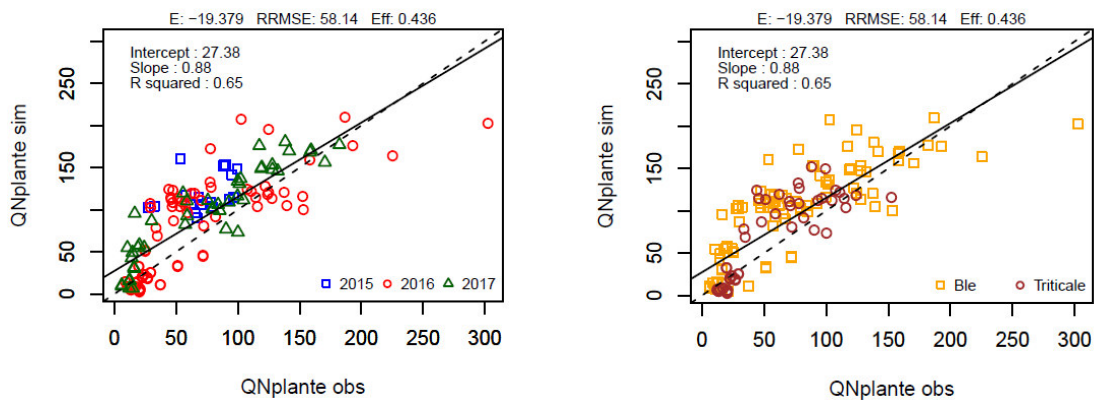 E: −19.379 RRMSE: 58.14 Eff: 0.436
Intercept : 27.38
Slope : 0.88
R squared : 0.65
QNplante sim
250
150
50
0
2015 2016 2017
0 50 100 150 200 250 300
QNplante obs
E: −19.379 RRMSE: 58.14 Eff: 0.436
Intercept : 27.38
Slope : 0.88
R squared : 0.65
QNplante sim
250
150
50
0
Ble Triticale
0 50 100 150 200 250 300
QNplante obs